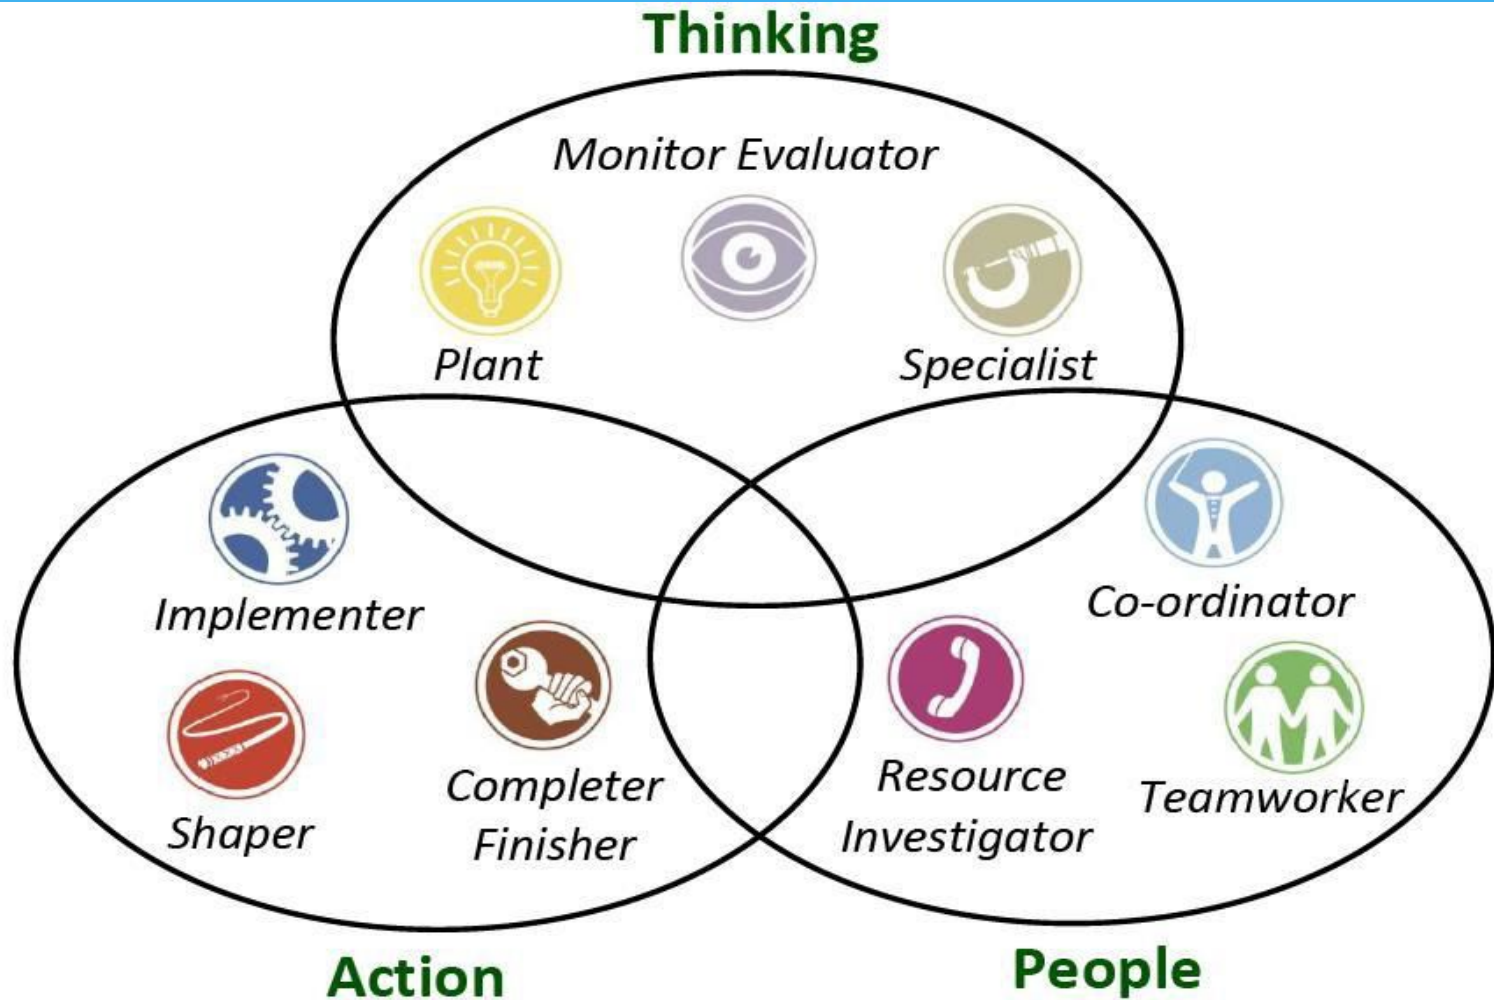 Thinking
Monitor Evaluator
Plant
Specialist
Implementer
Co-ordinator
Shaper
Completer
Finisher
Resource
Investigator
Teamworker
Action
People